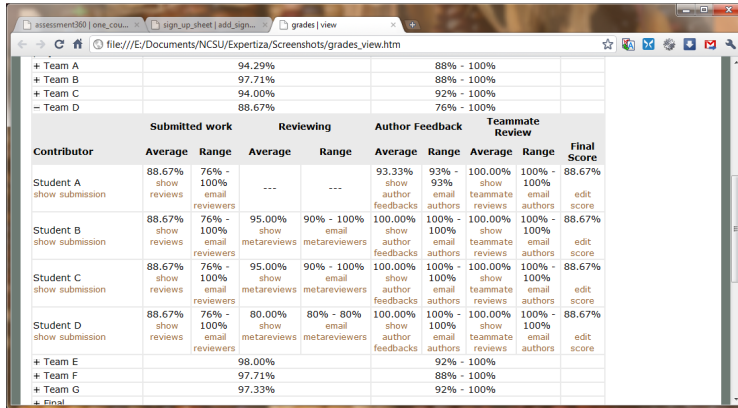 assessment360 | one_cou...
sign_up_sheet | add_sign...
grades | view
file:///E:/Documents/NCSU/Expertiza/Screenshots/grades_view.htm
+ Team A 94.29% 88% - 100%
+ Team B 97.71% 88% - 100%
+ Team C 94.00% 92% - 100%
− Team D 88.67% 76% - 100%
Submitted work Reviewing Author Feedback Teammate Review
Contributor Average Range Average Range Average Range Average Range Final Score
Student A 88.67% 76% - 100% --- --- 93.33% 93% - 93% 100.00% 100% - 100% 88.67%
show submission show reviews email reviewers show author feedbacks email authors show teammate reviews email authors edit score
Student B 88.67% 76% - 100% 95.00% 90% - 100% 100.00% 100% - 100% 100.00% 100% - 100% 88.67%
show submission show reviews email reviewers show metareviews email metareviewers show author feedbacks email authors show teammate reviews email authors edit score
Student C 88.67% 76% - 100% 95.00% 90% - 100% 100.00% 100% - 100% 100.00% 100% - 100% 88.67%
show submission show reviews email reviewers show metareviews email metareviewers show author feedbacks email authors show teammate reviews email authors edit score
Student D 88.67% 76% - 100% 80.00% 80% - 80% 100.00% 100% - 100% 100.00% 100% - 100% 88.67%
show submission show reviews email reviewers show metareviews email metareviewers show author feedbacks email authors show teammate reviews email authors edit score
+ Team E 98.00% 92% - 100%
+ Team F 97.71% 88% - 100%
+ Team G 97.33% 92% - 100%
+ Final